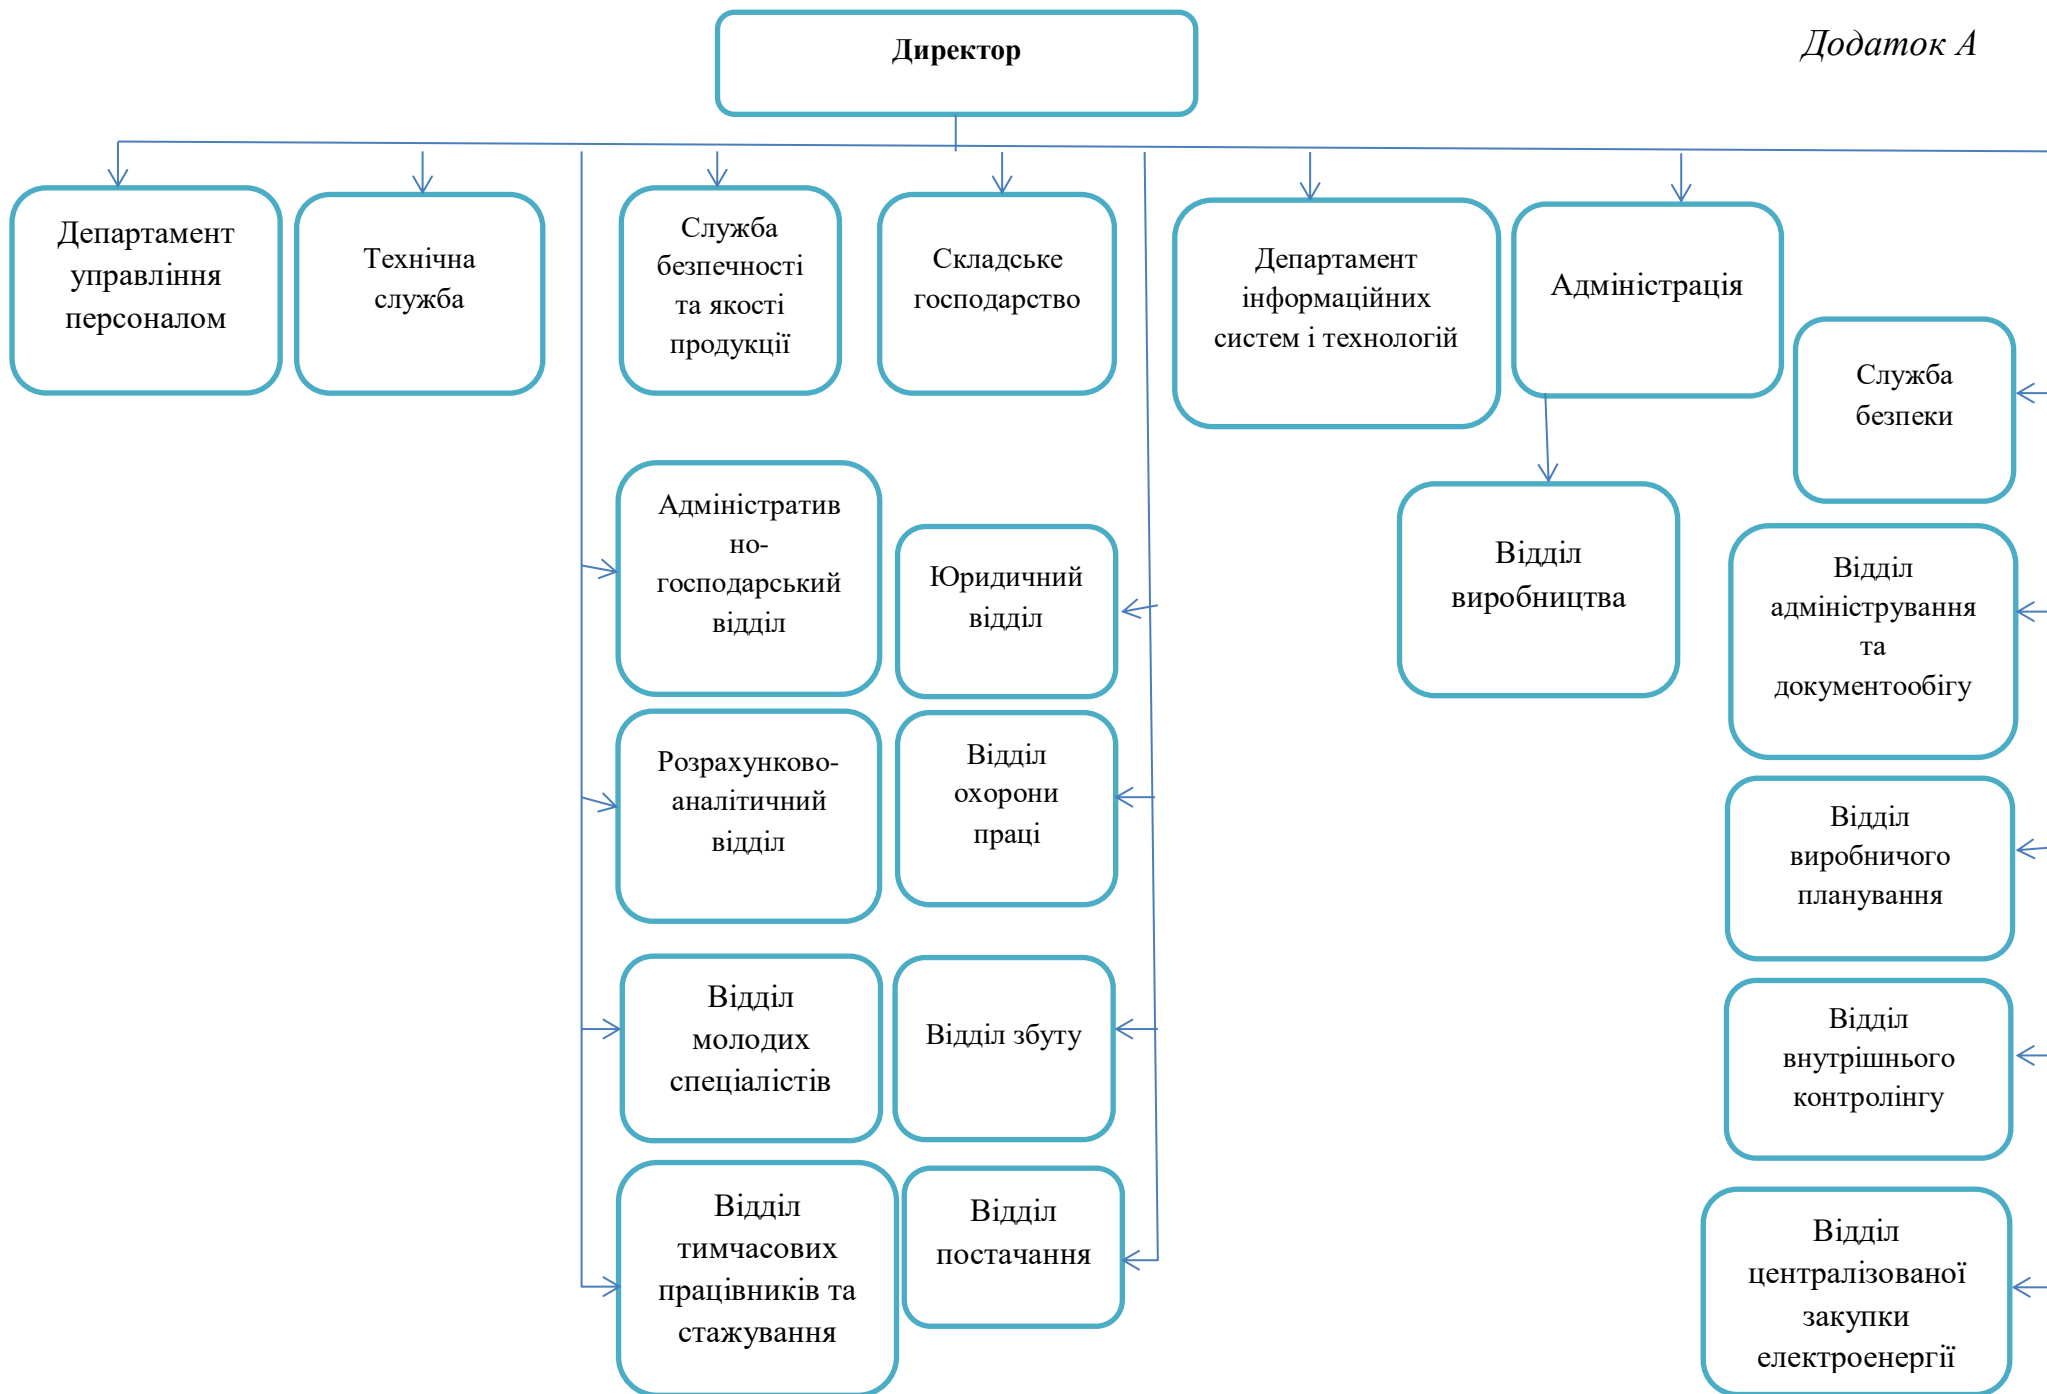 Директор
Додаток А
Департамент
управління
персоналом
Технічна
служба
Служба
безпечності
та якості
продукції
Складське
господарство
Департамент
інформаційних
систем і технологій
Адміністрація
Служба
безпеки
Адміністратив
но-
господарський
відділ
Юридичний
відділ
Відділ
виробництва
Відділ
адміністрування
та
документообігу
Розрахунково-
аналітичний
відділ
Відділ
охорони
праці
Відділ
виробничого
планування
Відділ
молодих
спеціалістів
Відділ збуту
Відділ
внутрішнього
контролінгу
Відділ
тимчасових
працівників та
стажування
Відділ
постачання
Відділ
централізованої
закупки
електроенергії